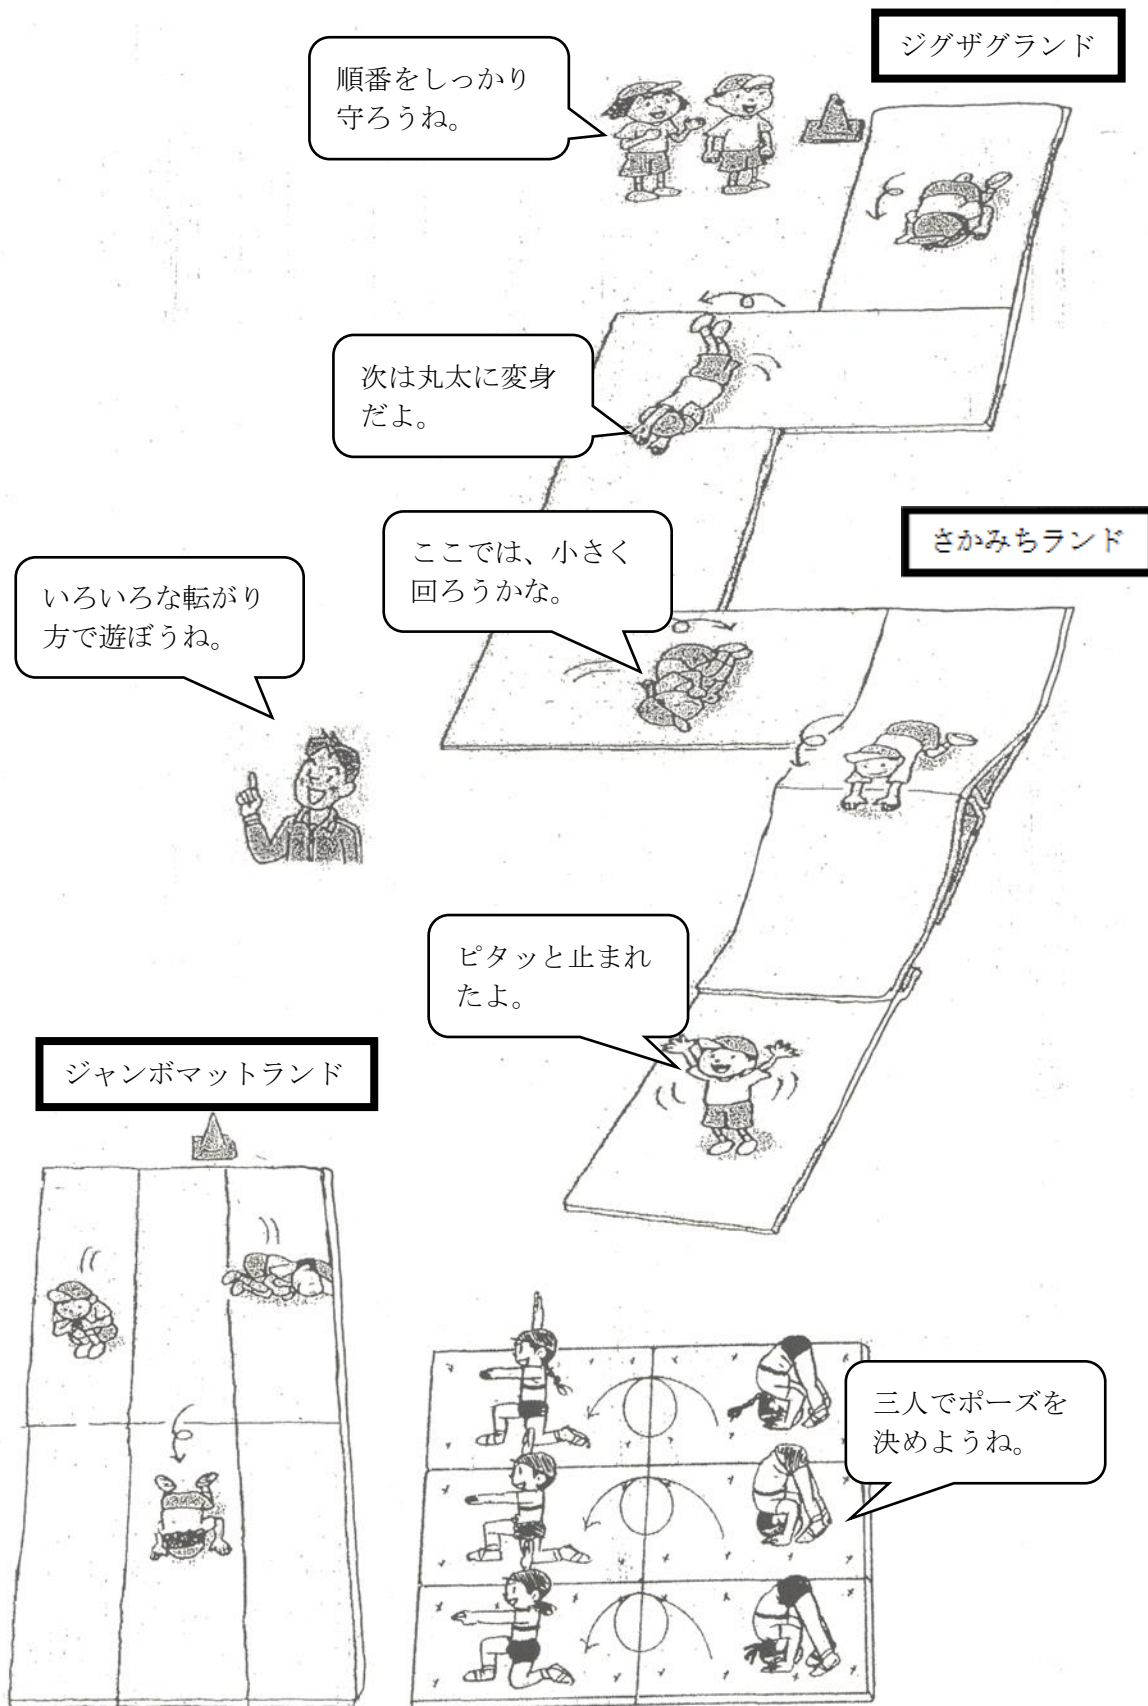 ジグザグランド
順番をしっかり
守ろうね。
次は丸太に変身
だよ。
さかみちランド
ここでは、小さく
回ろうかな。
いろいろな転がり
方で遊ぼうね。
ピタッと止まれ
たよ。
ジャンボマットランド
三人でポーズを
決めようね。